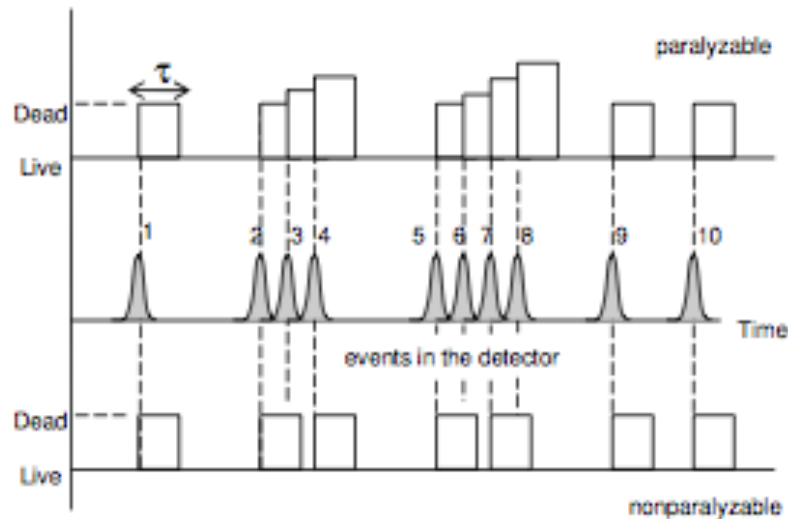 paralyzable
τ
Dead
Live
1 2 3 4 5 6 7 8 9 10
Time
events in the detector
Dead
Live
nonparalyzable